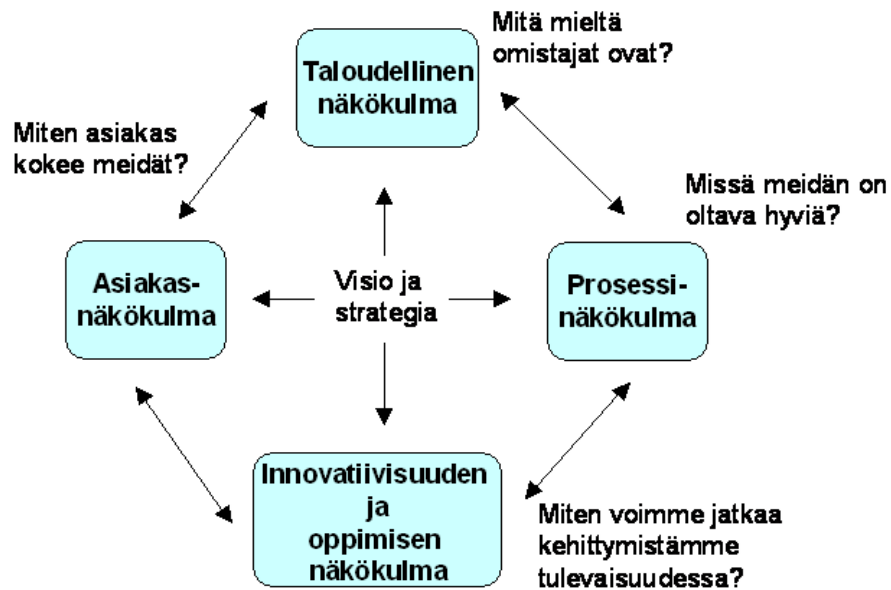 Mitä mieltä
omistajat ovat?
Taloudellinen
näkökulma
Miten asiakas
kokee meidät?
Missä meidän on
oltava hyviä?
Asiakas-
näkökulma
Visio ja
strategia
Prosessi-
näkökulma
Innovatiivisuuden
ja
oppimisen
näkökulma
Miten voimme jatkaa
kehittymistämme
tulevaisuudessa?